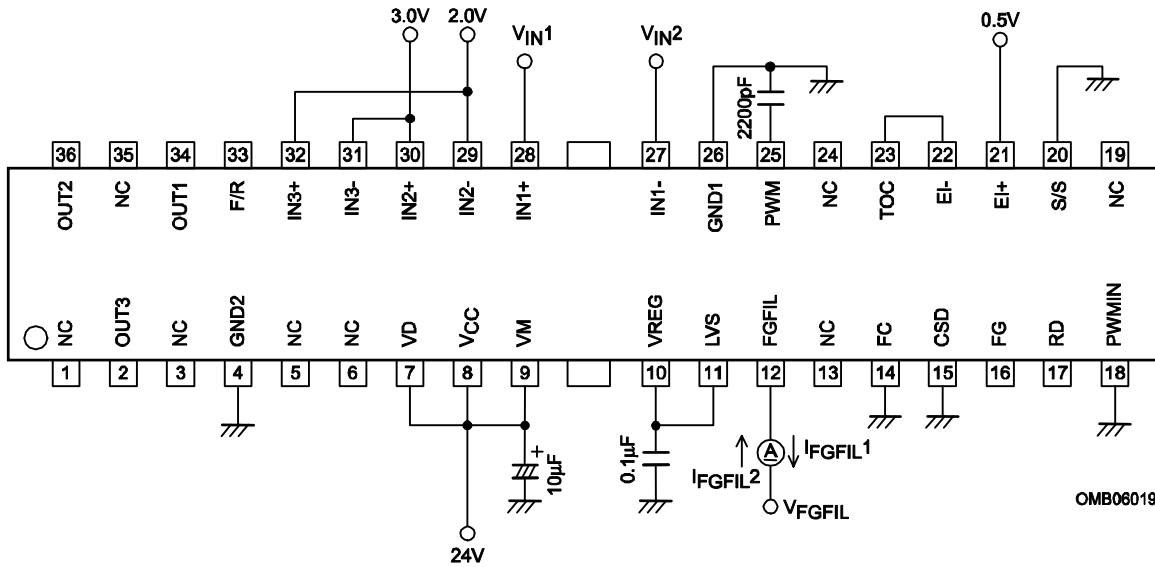 3.0V 2.0V
VIN1
VIN2
0.5V
2200pF
36 35 34 33 32 31 30 29 28 27 26 25 24 23 22 21 20 19
OUT2 NC OUT1 F/R IN3+ IN3- IN2+ IN2- IN1+ IN1- GND1 PWM NC TOC EI- EI+ S/S NC
NC OUT3 NC GND2 NC NC VD VCC VM VREG LVS FGFIL NC FC CSD FG RD PWMIN
1 2 3 4 5 6 7 8 9 10 11 12 13 14 15 16 17 18
+
10µF
0.1µF
A
IFGFIL1
IFGFIL2
VFGFIL
24V
OMB06019